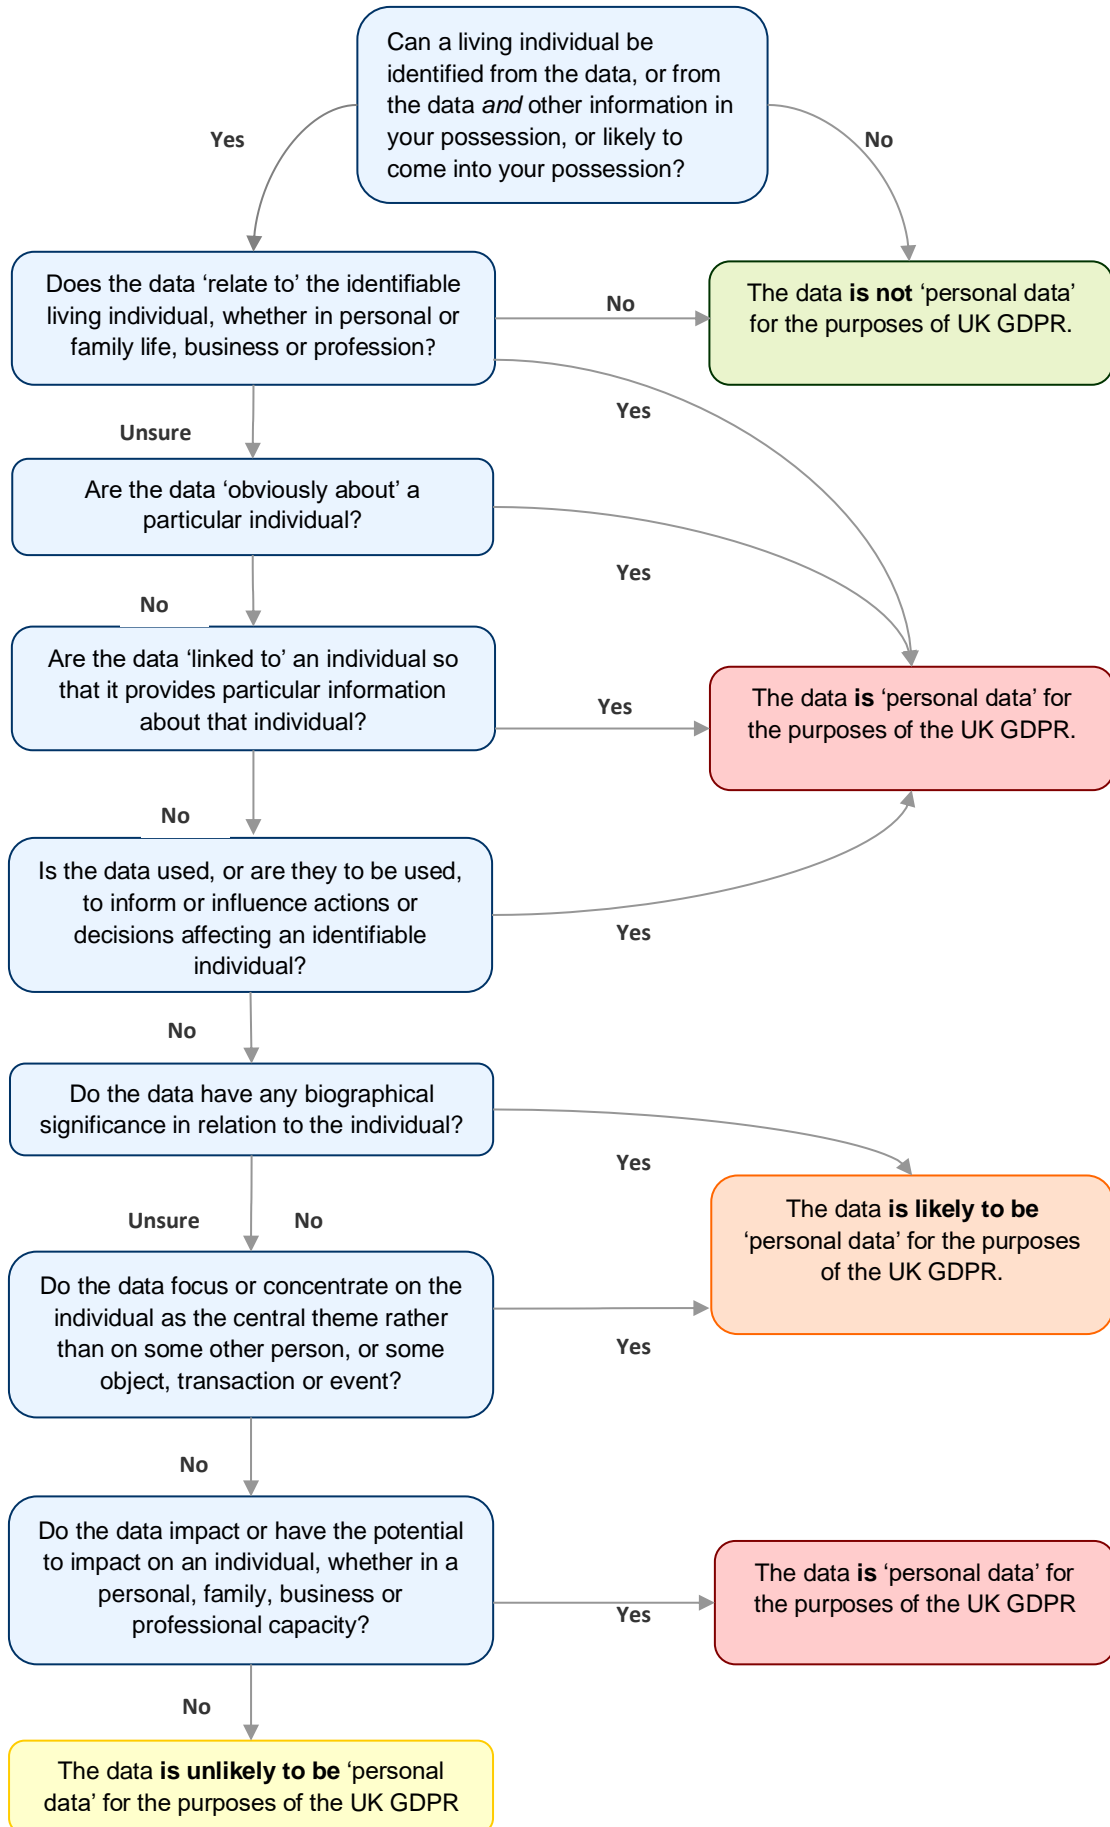 Can a living individual be
identified from the data, or from
the data and other information in
your possession, or likely to
come into your possession?
Yes
No
Does the data ‘relate to’ the identifiable
living individual, whether in personal or
family life, business or profession?
No
The data is not ‘personal data’
for the purposes of UK GDPR.
Yes
Unsure
Are the data ‘obviously about’ a
particular individual?
Yes
No
Are the data ‘linked to’ an individual so
that it provides particular information
about that individual?
Yes
The data is ‘personal data’ for
the purposes of the UK GDPR.
No
Is the data used, or are they to be used,
to inform or influence actions or
decisions affecting an identifiable
individual?
Yes
No
Do the data have any biographical
significance in relation to the individual?
Yes
Unsure
No
The data is likely to be
‘personal data’ for the purposes
of the UK GDPR.
Do the data focus or concentrate on the
individual as the central theme rather
than on some other person, or some
object, transaction or event?
Yes
No
Do the data impact or have the potential
to impact on an individual, whether in a
personal, family, business or
professional capacity?
Yes
The data is ‘personal data’ for
the purposes of the UK GDPR
No
The data is unlikely to be ‘personal
data’ for the purposes of the UK GDPR